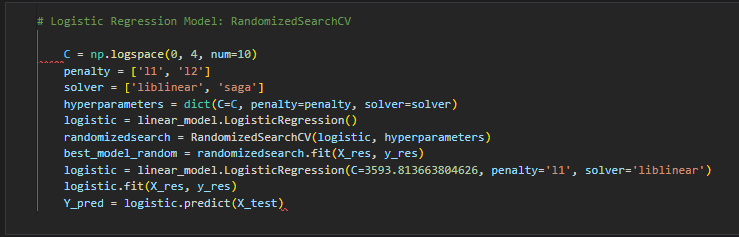 # Logistic Regression Model: RandomizedSearchCV
C = np.logspace(0, 4, num=10)
penalty = ['l1', 'l2']
solver = ['liblinear', 'saga']
hyperparameters = dict(C=C, penalty=penalty, solver=solver)
logistic = linear_model.LogisticRegression()
randomizedsearch = RandomizedSearchCV(logistic, hyperparameters)
best_model_random = randomizedsearch.fit(X_res, y_res)
logistic = linear_model.LogisticRegression(C=3593.813663804626, penalty='l1', solver='liblinear')
logistic.fit(X_res, y_res)
Y_pred = logistic.predict(X_test)